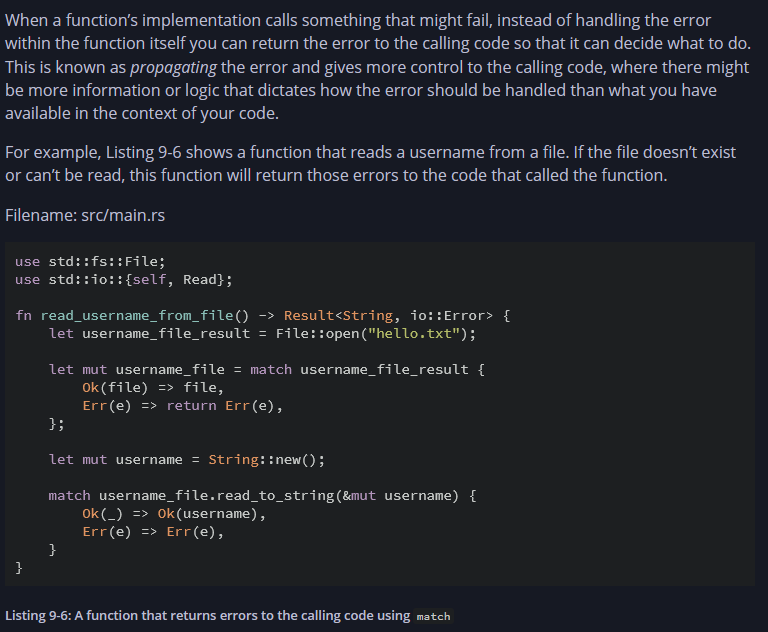 When a function’s implementation calls something that might fail, instead of handling the error
within the function itself you can return the error to the calling code so that it can decide what to do.
This is known as propagating the error and gives more control to the calling code, where there might
be more information or logic that dictates how the error should be handled than what you have
available in the context of your code.
For example, Listing 9-6 shows a function that reads a username from a file. If the file doesn’t exist
or can’t be read, this function will return those errors to the code that called the function.
Filename: src/main.rs
use std::fs::File;
use std::io::{self, Read};
fn read_username_from_file() -> Result<String, io::Error> {
    let username_file_result = File::open("hello.txt");
    let mut username_file = match username_file_result {
        Ok(file) => file,
        Err(e) => return Err(e),
    };
    let mut username = String::new();
    match username_file.read_to_string(&mut username) {
        Ok(_) => Ok(username),
        Err(e) => Err(e),
    }
}
Listing 9-6: A function that returns errors to the calling code using match